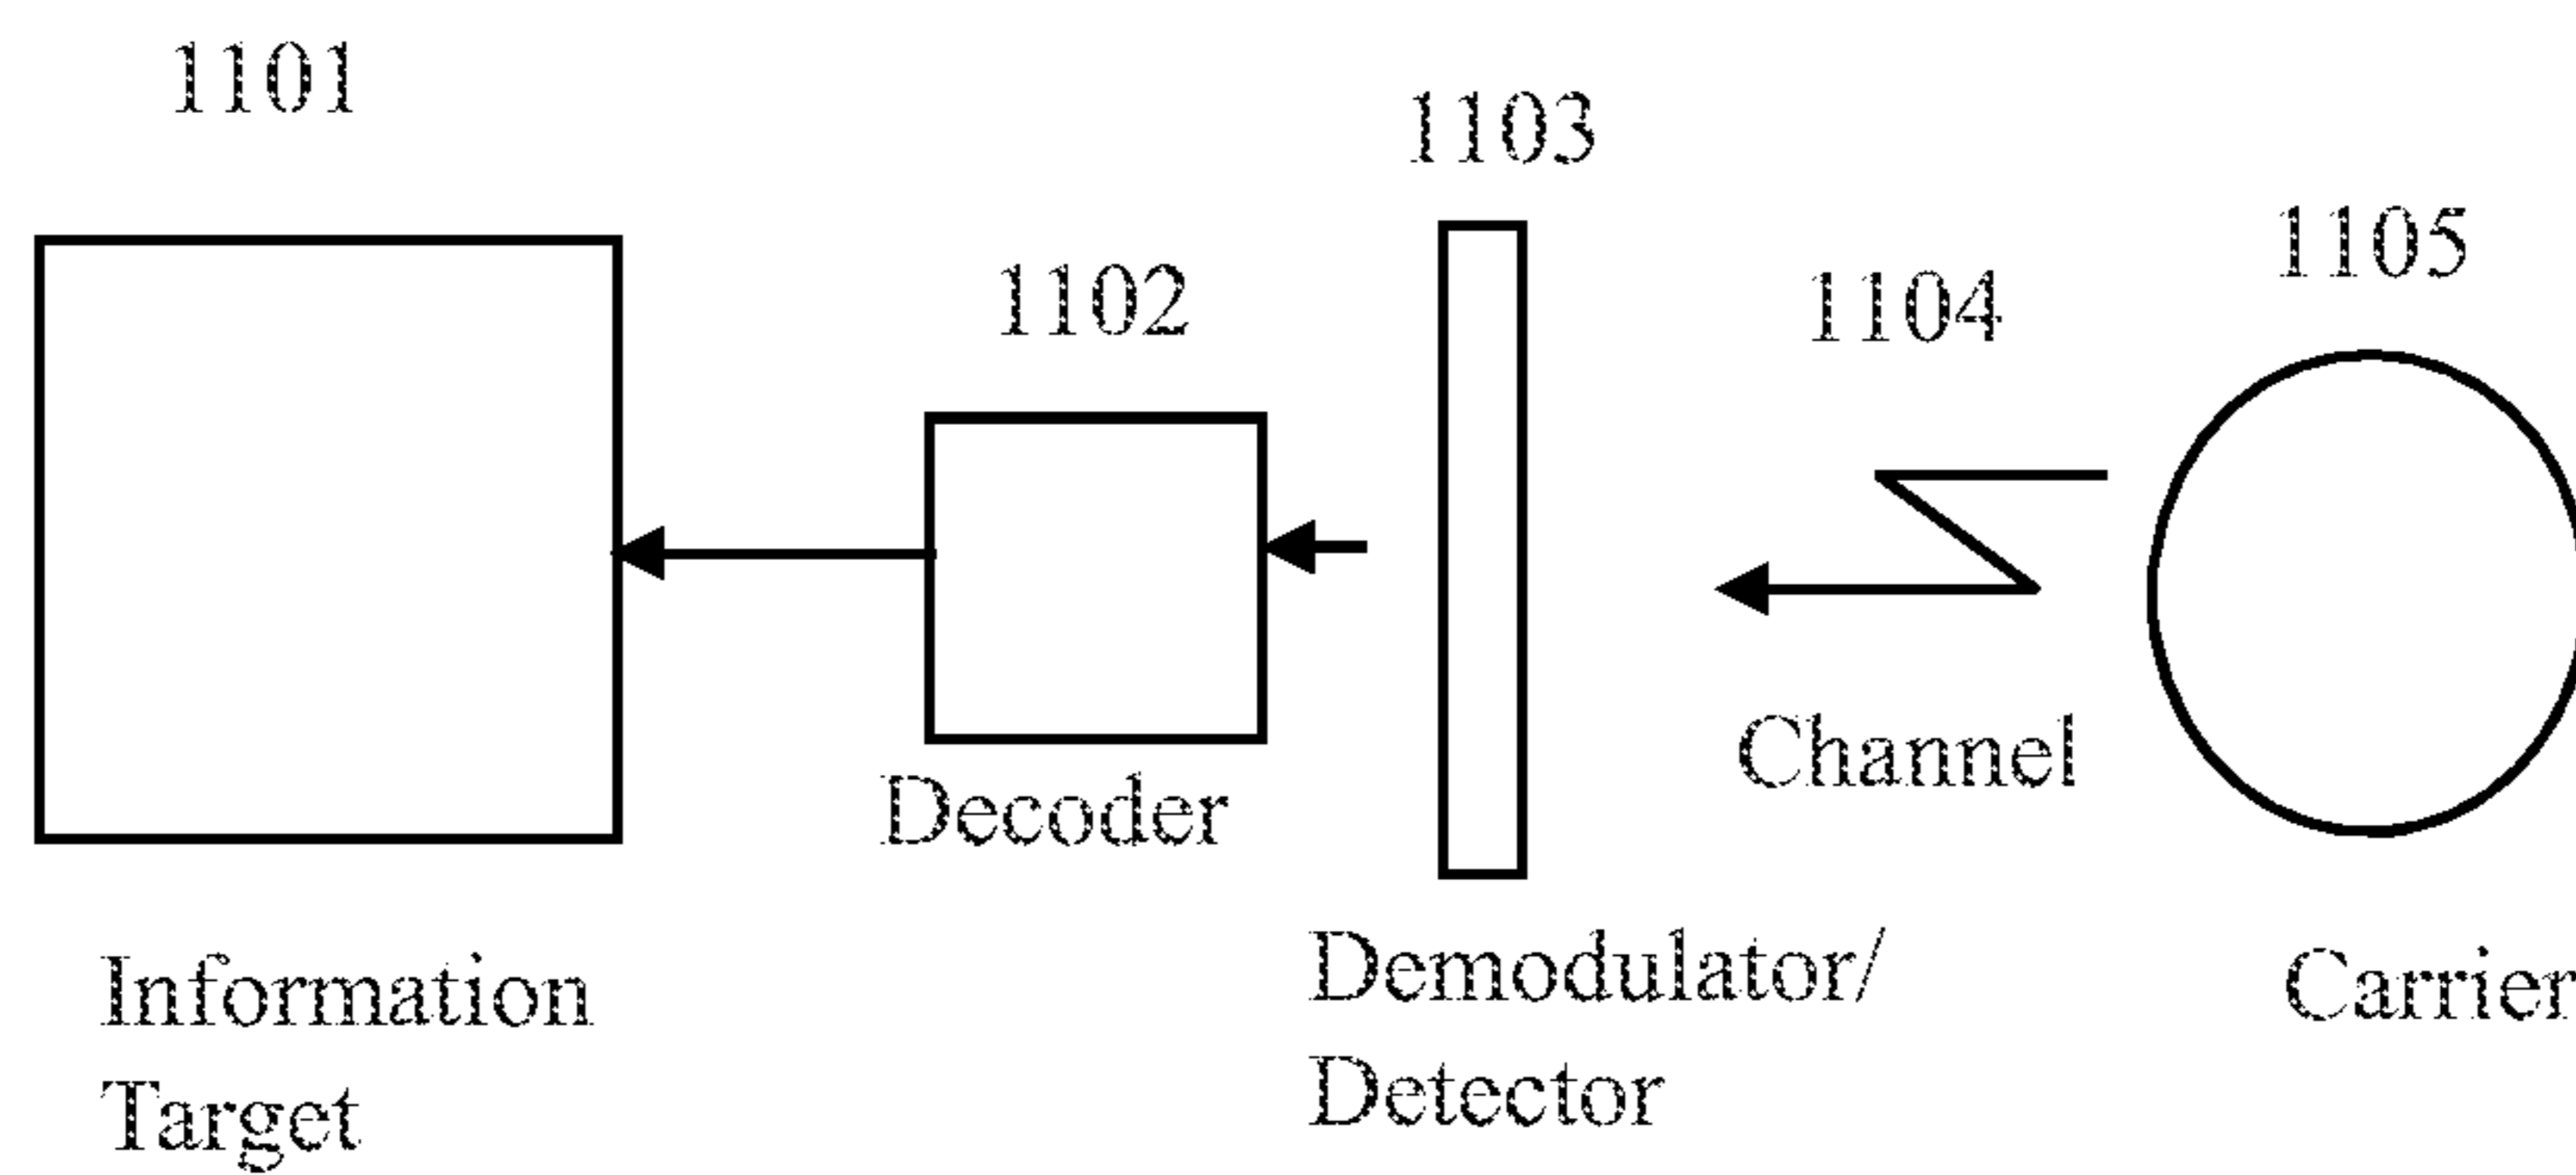 1101
1103
1105
1102
1104
Channel
Decoder
Demodulator/
Detector
Information
Target
Carrier